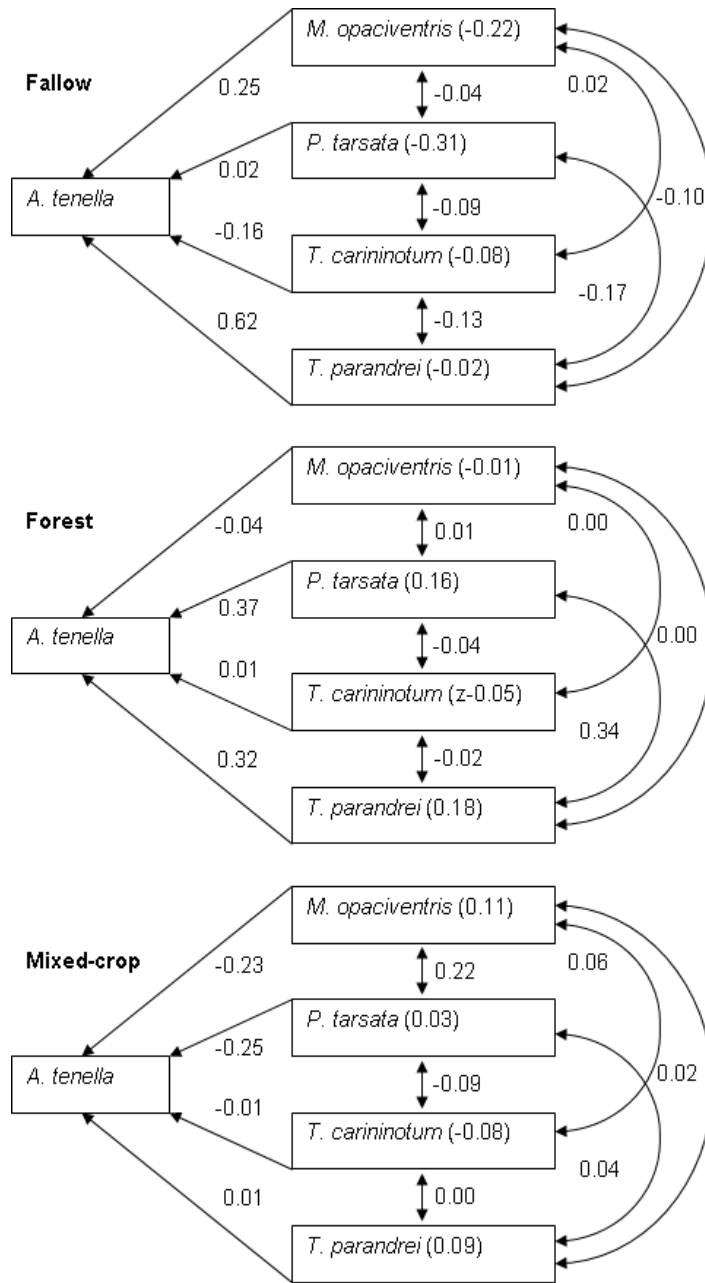 M. opaciventris (-0.22)
Fallow
0.25
-0.04
0.02
P. tarsata (-0.31)
0.02
A. tenella
-0.09
-0.10
-0.16
T. carininotum (-0.08)
-0.17
0.62
-0.13
T. parandrei (-0.02)
M. opaciventris (-0.01)
Forest
-0.04
0.01
0.00
P. tarsata (0.16)
0.37
A. tenella
-0.04
0.00
0.01
T. carininotum (z-0.05)
0.34
0.32
-0.02
T. parandrei (0.18)
M. opaciventris (0.11)
Mixed-crop
-0.23
0.22
0.06
P. tarsata (0.03)
-0.25
A. tenella
-0.09
0.02
-0.01
T. carininotum (-0.08)
0.04
0.01
0.00
T. parandrei (0.09)